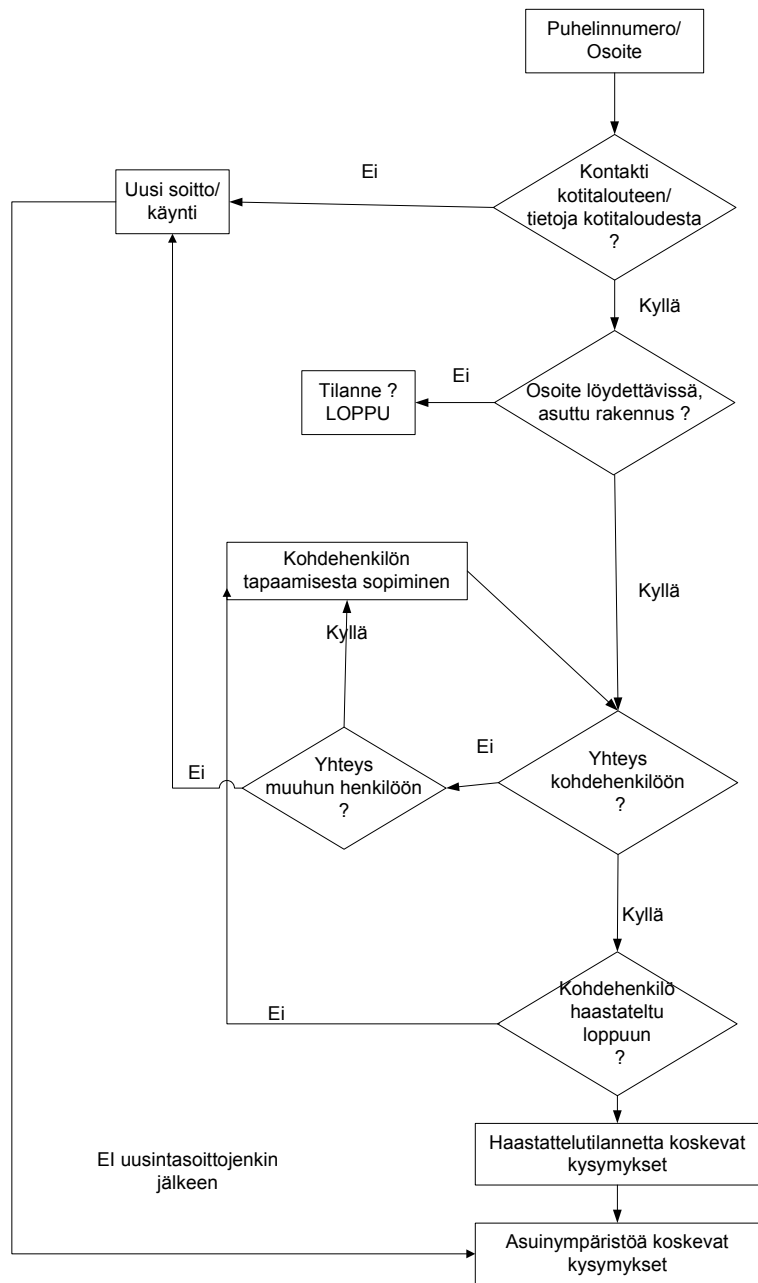 Puhelinnumero/
Osoite
Kontakti
kotitalouteen/
tietoja kotitaloudesta
?
Ei
Uusi soitto/
käynti
Kyllä
Osoite löydettävissä,
asuttu rakennus ?
Ei
Tilanne ?
LOPPU
Kyllä
Kohdehenkilön
tapaamisesta sopiminen
Kyllä
Yhteys
kohdehenkilöön
?
Ei
Yhteys
muuhun henkilöön
?
Ei
Kyllä
Kohdehenkilö
haastateltu
loppuun
?
Ei
Haastattelutilannetta koskevat
kysymykset
EI uusintasoittojenkin
jälkeen
Asuinympäristöä koskevat
kysymykset